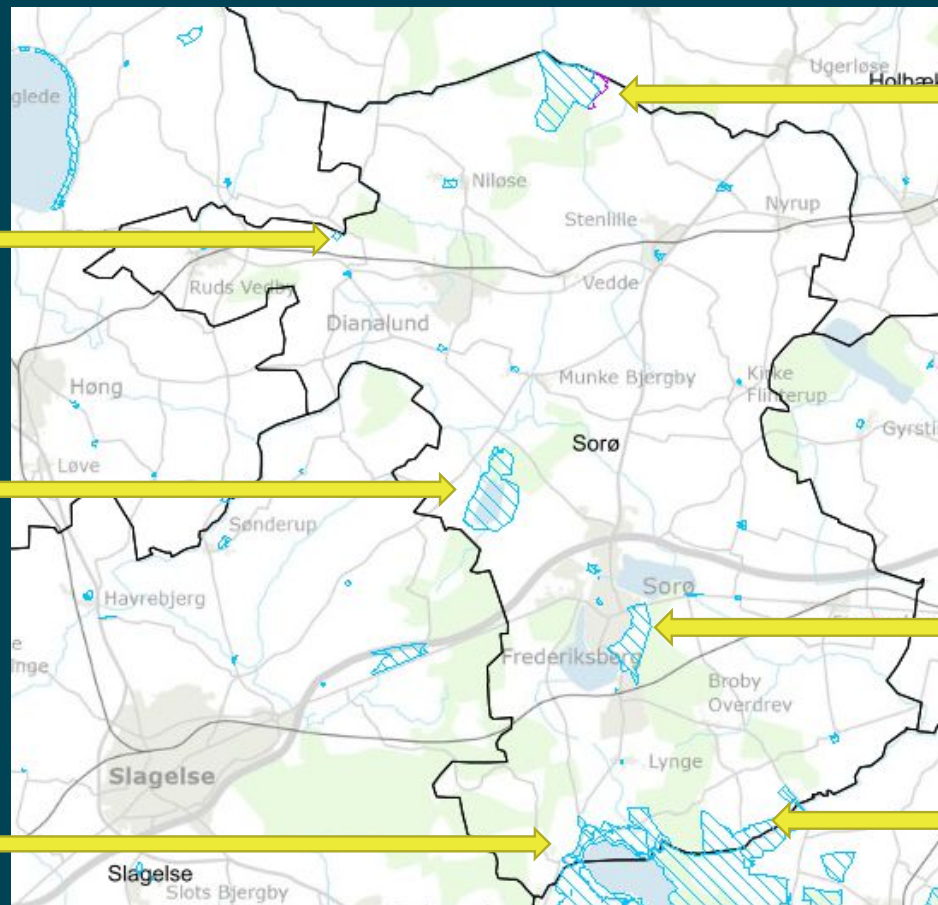 Ugerløse
Holbæk
glede
Niløse
Nyrup
Stenlille
Ruds Vedby
Vedde
Dianalund
Munke Bjergby
Kirke
Flinterup
Høng
Gyrsti
Sorø
Løve
Sønderup
Sorø
Havrebjerg
e
nge
Frederiksberg
Broby
Overdrev
Lynge
Slagelse
Slagelse
Slots Bjergby